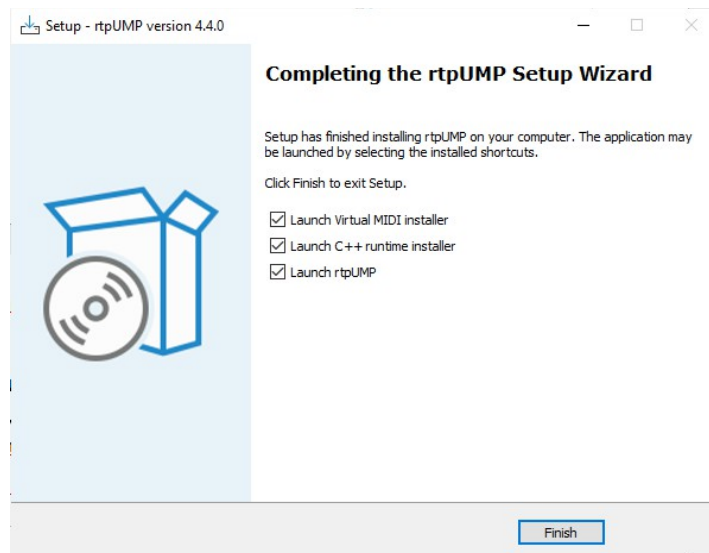 Setup - rtpUMP version 4.4.0
Completing the rtpUMP Setup Wizard
Setup has finished installing rtpUMP on your computer. The application may
be launched by selecting the installed shortcuts.
Click Finish to exit Setup.
Launch Virtual MIDI installer
Launch C++ runtime installer
Launch rtpUMP
Finish